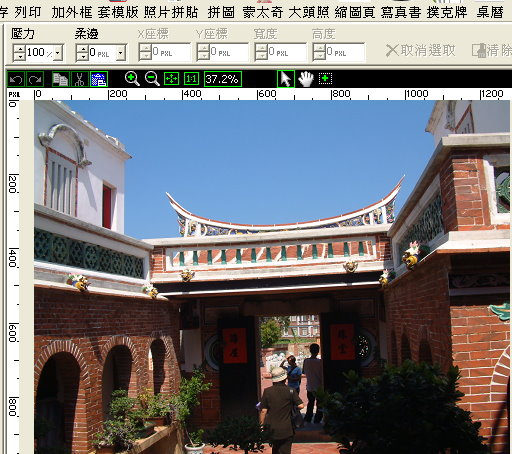 存 列印 加外框 套模版 照片拼貼 拼圖 蒙太奇 大頭照 縮圖頁 寫真書 撲克牌 桌曆
壓力 柔邊 X座標 Y座標 寬度 高度
100 % 0 PXL 0 PXL 0 PXL 0 PXL 0 PXL 取消選取 清除
37.2% 1:1
PXL 0 200 400 600 800 1000 1200
0
200
400
600
800